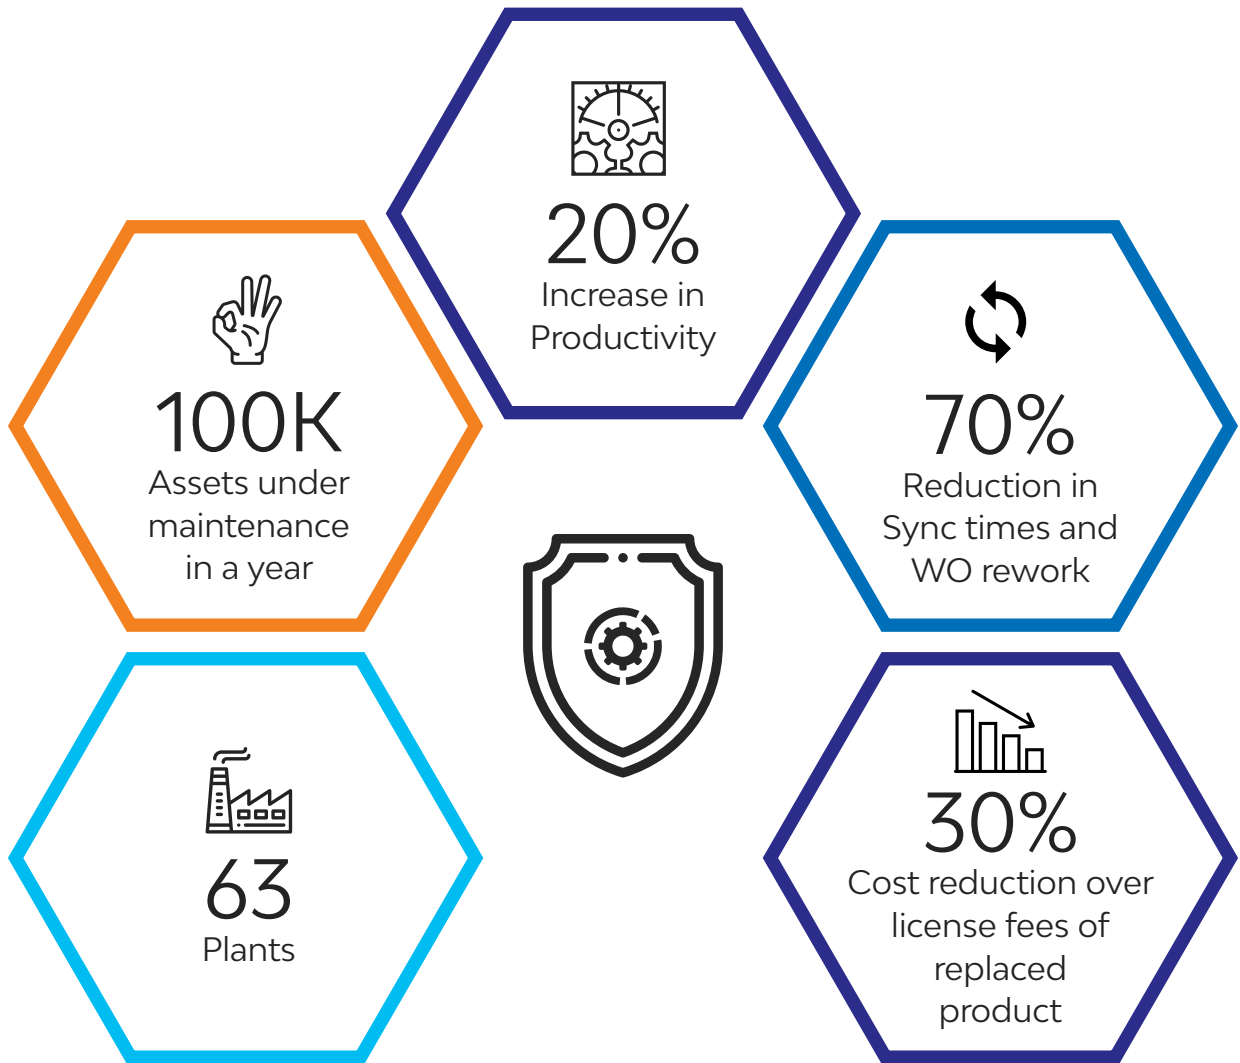 20%
Increase in
Productivity
100K
Assets under
maintenance
in a year
70%
Reduction in
Sync times and
WO rework
63
Plants
30%
Cost reduction over
license fees of
replaced
product